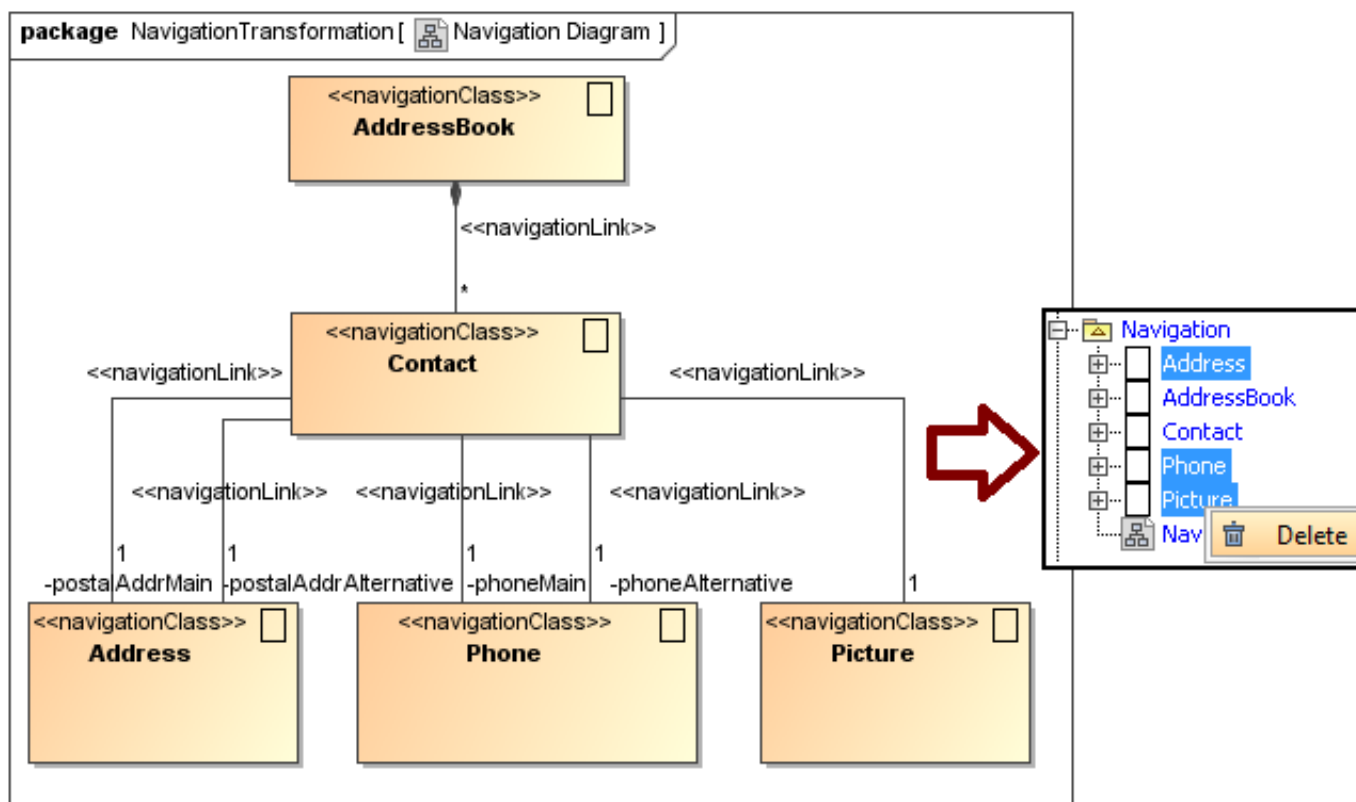 package NavigationTransformation [ Navigation Diagram ]
<<navigationClass>>
AddressBook
<<navigationLink>>
*
<<navigationClass>>
Contact
<<navigationLink>>
<<navigationLink>>
<<navigationLink>>
<<navigationLink>>
<<navigationLink>>
1
1
1
1
-postalAddrMain
-postalAddrAlternative
-phoneMain
-phoneAlternative
1
<<navigationClass>>
Address
<<navigationClass>>
Phone
<<navigationClass>>
Picture
Navigation
Address
AddressBook
Contact
Phone
Picture
Nav
Delete